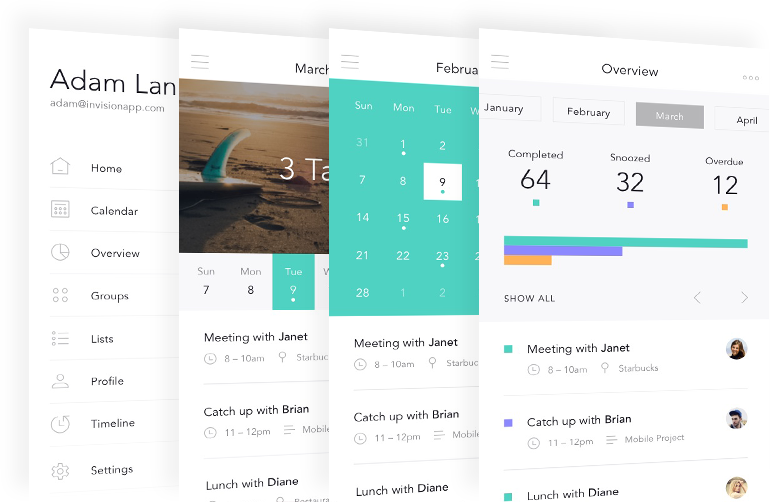 Adam Lan
adam@invisionapp.com
Home
Calendar
Overview
Groups
Lists
Profile
Timeline
Settings
March
3 Ta
Sun Mon Tue W
7 8 9
Meeting with Janet
8 – 10am Starbucks
Catch up with Brian
11 – 12pm Mobile
Lunch with Diane
Restaura
Februa
Sun Mon Tue W
31 1 2
7 8 9 1
14 15 16 1
21 22 23 2
28 1 2
Meeting with Janet
8 – 10am Starbuc
Catch up with Brian
11 – 12pm Mobi
Lunch with Diane
Overview
January February March April
Completed Snoozed Overdue
64 32 12
SHOW ALL
Meeting with Janet
8 – 10am Starbucks
Catch up with Brian
11 – 12pm Mobile Project
Lunch with Diane